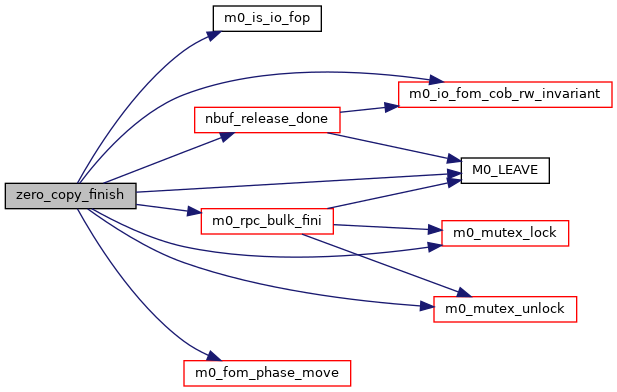 m0_is_io_fop
m0_io_fom_cob_rw_invariant
nbuf_release_done
M0_LEAVE
zero_copy_finish
m0_rpc_bulk_fini
m0_mutex_lock
m0_mutex_unlock
m0_fom_phase_move